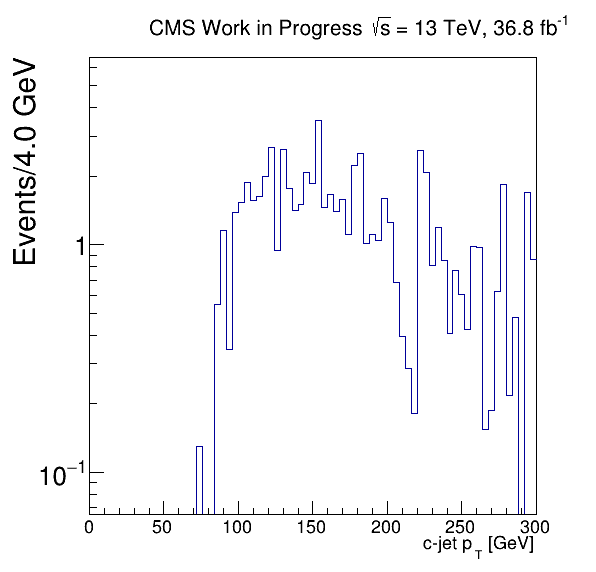 CMS Work in Progress √s = 13 TeV, 36.8 fb⁻¹
Events/4.0 GeV
1
10⁻¹
0 50 100 150 200 250 300
c-jet p_T [GeV]